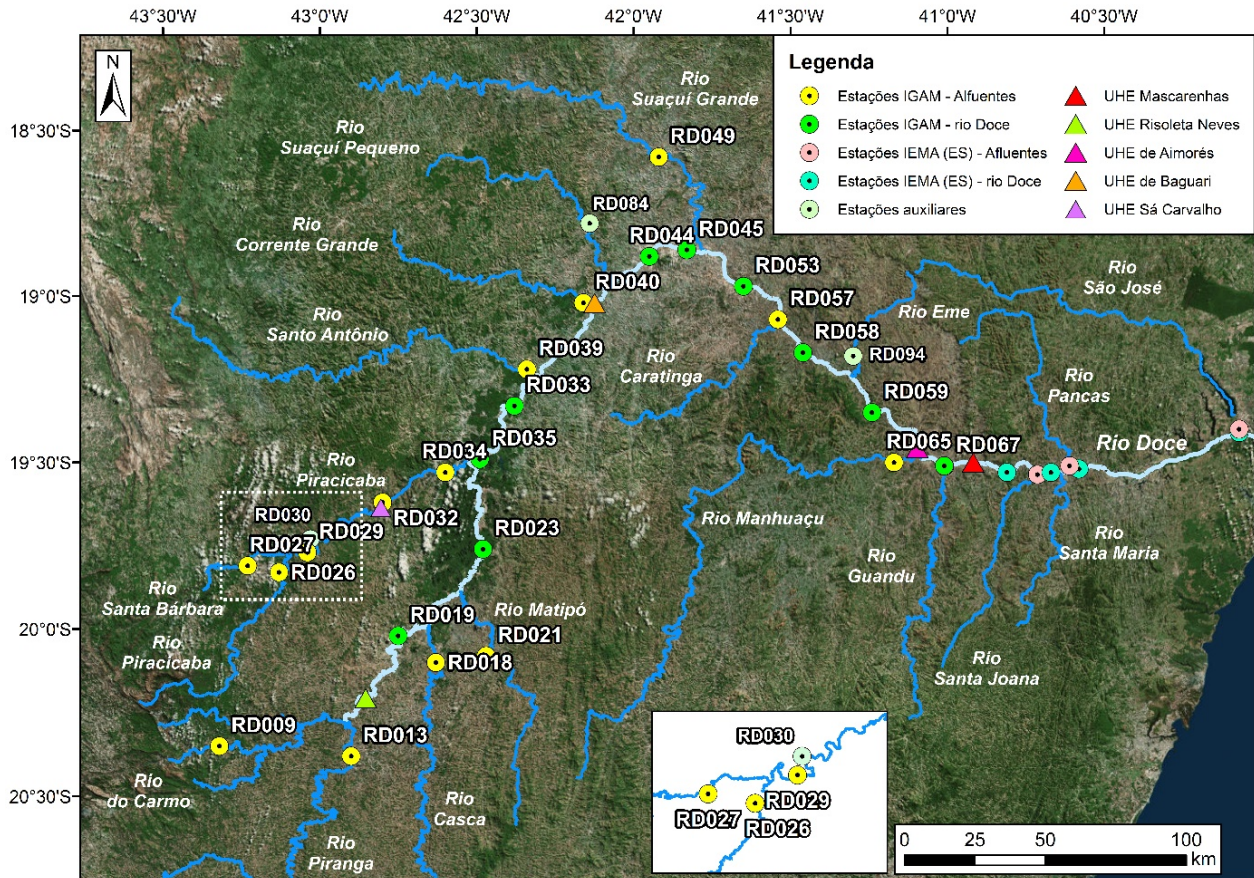 43°30'W
43°0'W
42°30'W
42°0'W
41°30'W
41°0'W
40°30'W
N
Legenda
Estações IGAM - Alfuentes
Estações IGAM - rio Doce
Estações IEMA (ES) - Afluentes
Estações IEMA (ES) - rio Doce
Estações auxiliares
UHE Mascarenhas
UHE Risoleta Neves
UHE de Aimorés
UHE de Baguari
UHE Sá Carvalho
18°30'S
19°0'S
19°30'S
20°0'S
20°30'S
Rio
Suaçuí Grande
Rio
Suaçuí Pequeno
RD049
RD084
Rio
Corrente Grande
RD044
RD045
RD040
RD053
Rio
São José
RD057
Rio Eme
Rio
Santo Antônio
RD058
RD039
Rio
Caratinga
RD094
RD033
Rio
Pancas
RD059
RD035
RD034
RD065
RD067
Rio Doce
Rio
Piracicaba
RD032
RD030
RD029
RD027
RD026
RD023
Rio Manhuaçu
Rio
Guandu
Rio
Santa Maria
Rio
Santa Bárbara
Rio
Piracicaba
RD019
Rio Matipó
RD021
RD018
Rio
Santa Joana
RD009
RD013
Rio
do Carmo
Rio
Casca
Rio
Piranga
RD030
RD029
RD027
RD026
0
25
50
100
km